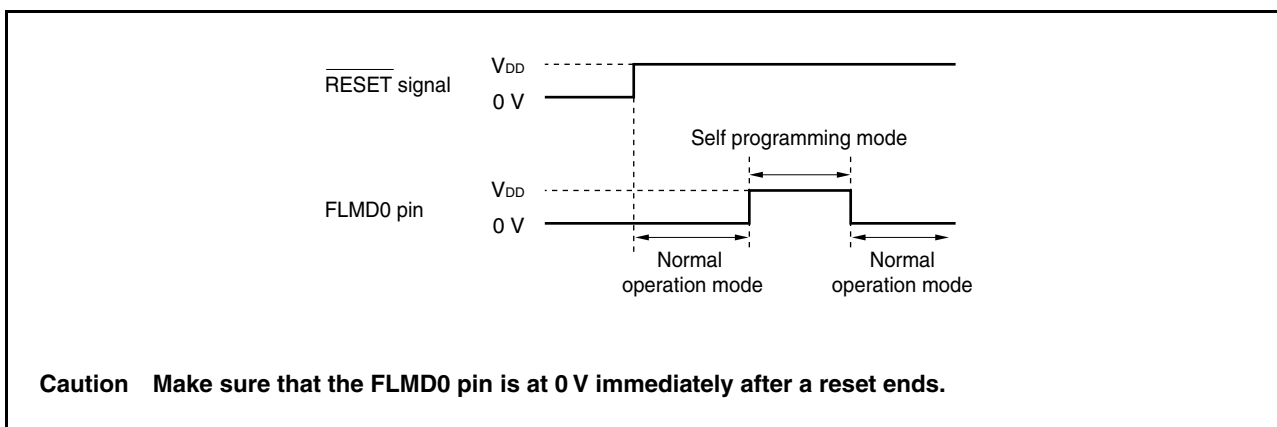 RESET signal
VDD
0 V
Self programming mode
FLMD0 pin
VDD
0 V
Normal
operation mode
Normal
operation mode
Caution Make sure that the FLMD0 pin is at 0 V immediately after a reset ends.